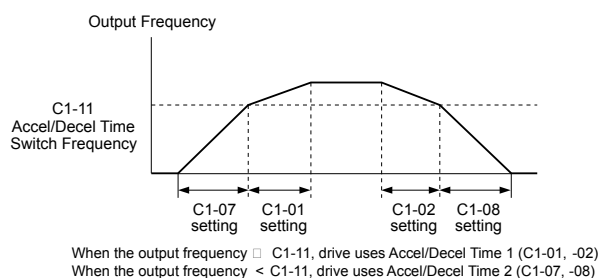 Output Frequency
C1-11
Accel/Decel Time
Switch Frequency
C1-07
setting
C1-01
setting
C1-02
setting
C1-08
setting
When the output frequency □ C1-11, drive uses Accel/Decel Time 1 (C1-01, -02)
When the output frequency < C1-11, drive uses Accel/Decel Time 2 (C1-07, -08)